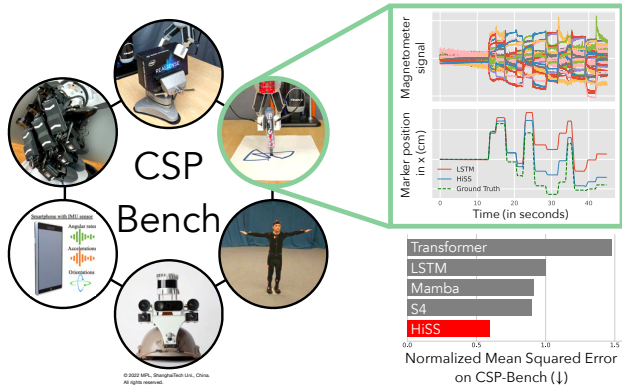 CSP
Bench
REALSENSE
Smartphone with IMU sensor
Angular rates
Accelerations
Orientations
© 2022 MPL, ShanghaiTech Uni., China.
All rights reserved.
Magnetometer
signal
Marker position
in x (cm)
LSTM
HiSS
Ground Truth
0
10
20
30
40
Time (in seconds)
Transformer
LSTM
Mamba
S4
HiSS
0.0
0.5
1.0
1.5
Normalized Mean Squared Error
on CSP-Bench (↓)